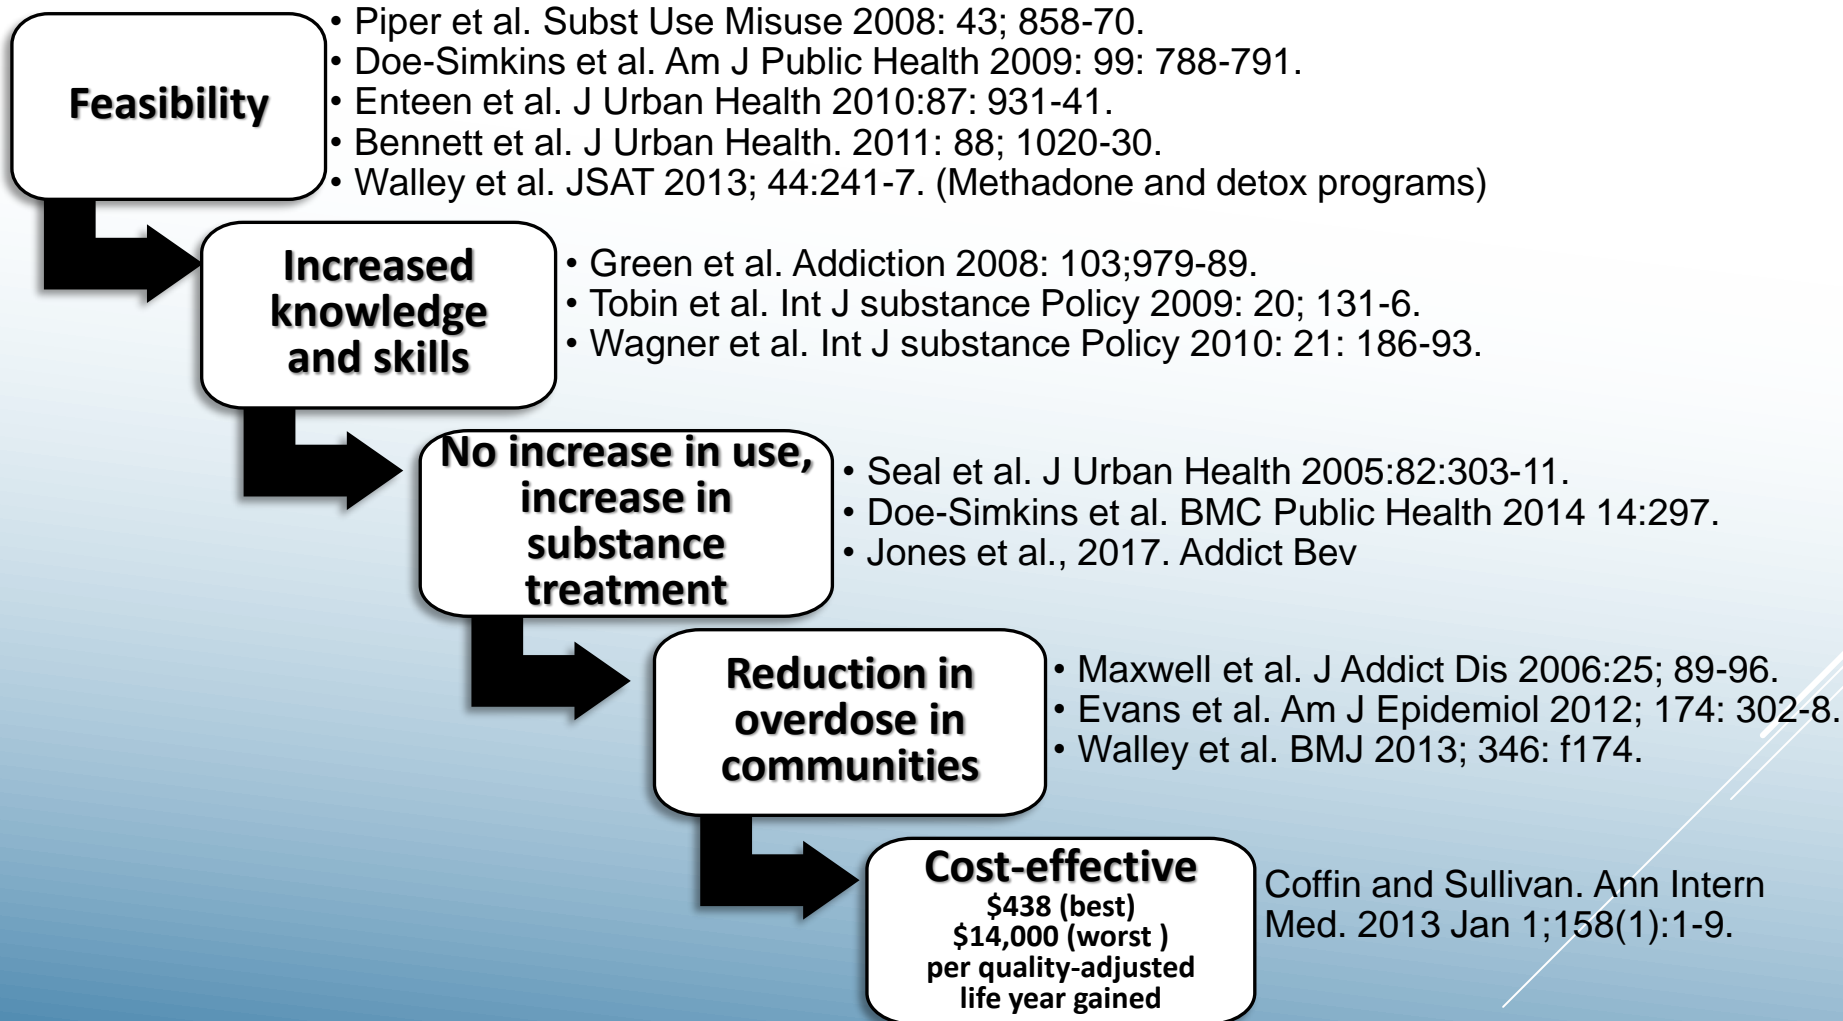 Feasibility
• Piper et al. Subst Use Misuse 2008: 43; 858-70.
• Doe-Simkins et al. Am J Public Health 2009: 99: 788-791.
• Enteen et al. J Urban Health 2010:87: 931-41.
• Bennett et al. J Urban Health. 2011: 88; 1020-30.
• Walley et al. JSAT 2013; 44:241-7. (Methadone and detox programs)
Increased
knowledge
and skills
• Green et al. Addiction 2008: 103;979-89.
• Tobin et al. Int J substance Policy 2009: 20; 131-6.
• Wagner et al. Int J substance Policy 2010: 21: 186-93.
No increase in use,
increase in
substance
treatment
• Seal et al. J Urban Health 2005:82:303-11.
• Doe-Simkins et al. BMC Public Health 2014 14:297.
• Jones et al., 2017. Addict Bev
Reduction in
overdose in
communities
• Maxwell et al. J Addict Dis 2006:25; 89-96.
• Evans et al. Am J Epidemiol 2012; 174: 302-8.
• Walley et al. BMJ 2013; 346: f174.
Cost-effective
$438 (best)
$14,000 (worst )
per quality-adjusted
life year gained
Coffin and Sullivan. Ann Intern
Med. 2013 Jan 1;158(1):1-9.